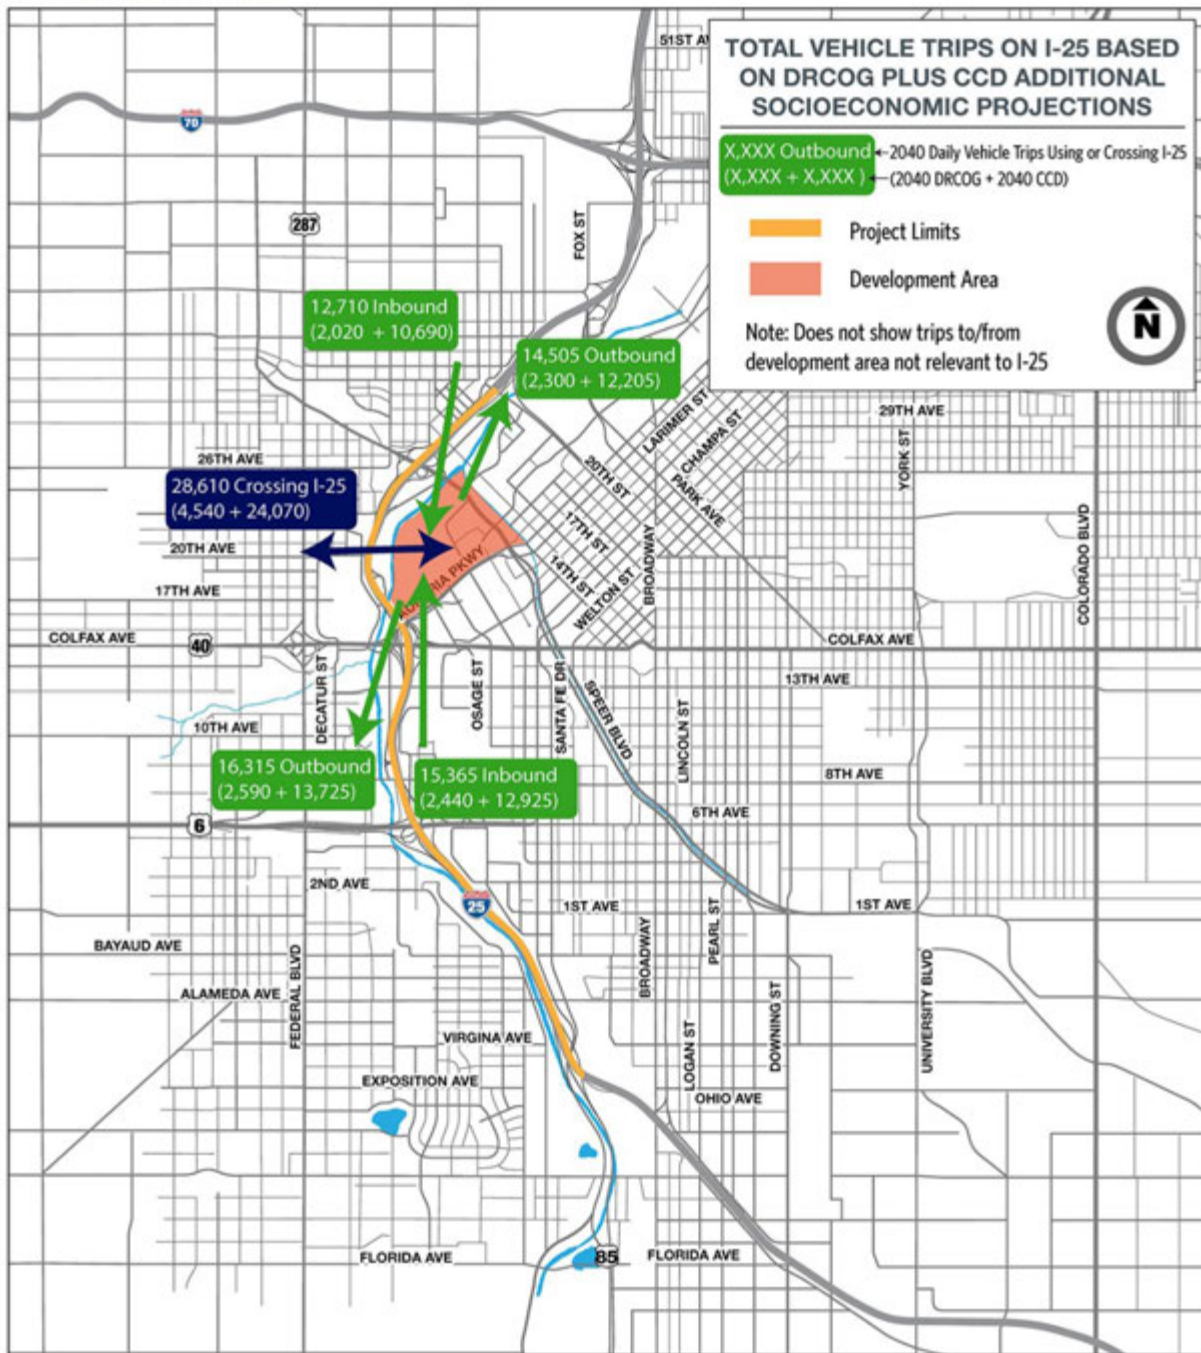 51ST A
TOTAL VEHICLE TRIPS ON I-25 BASED
ON DRCOG PLUS CCD ADDITIONAL
SOCIOECONOMIC PROJECTIONS
X,XXX Outbound
2040 Daily Vehicle Trips Using or Crossing I-25
(X,XXX + X,XXX )
(2040 DRCOG + 2040 CCD)
Project Limits
Development Area
Note: Does not show trips to/from
development area not relevant to I-25
N
70
287
FOX ST
12,710 Inbound
(2,020 + 10,690)
14,505 Outbound
(2,300 + 12,205)
LARIMER ST
CHAMPA ST
29TH AVE
YORK ST
26TH AVE
20TH ST
PARK AVE
28,610 Crossing I-25
(4,540 + 24,070)
17TH ST
BROADWAY
COLORADO BLVD
20TH AVE
14TH ST
WELTON ST
17TH AVE
AURARIA PKWY
COLFAX AVE
40
COLFAX AVE
DECATUR ST
OSAGE ST
SANTA FE DR
SPEER BLVD
LINCOLN ST
13TH AVE
10TH AVE
16,315 Outbound
(2,590 + 13,725)
15,365 Inbound
(2,440 + 12,925)
8TH AVE
6TH AVE
6
2ND AVE
25
1ST AVE
PEARL ST
1ST AVE
BAYAUD AVE
FEDERAL BLVD
BROADWAY
UNIVERSITY BLVD
ALAMEDA AVE
DOWNING ST
VIRGINA AVE
LOGAN ST
EXPOSITION AVE
OHIO AVE
FLORIDA AVE
85
FLORIDA AVE